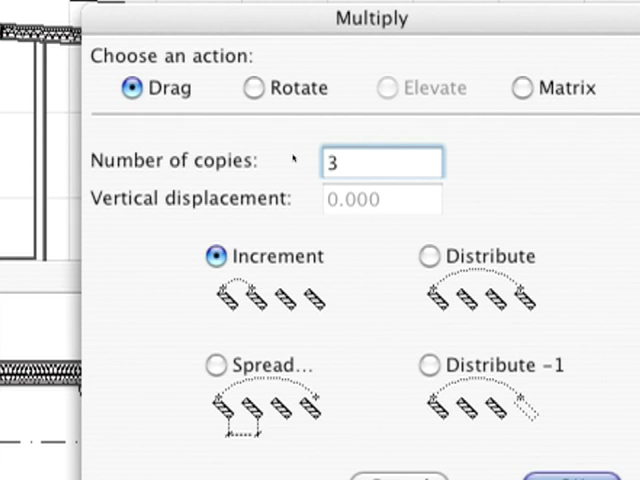 Multiply
Choose an action:
Drag Rotate Elevate Matrix
Number of copies: 3
Vertical displacement: 0.000
Increment Distribute
Spread... Distribute -1